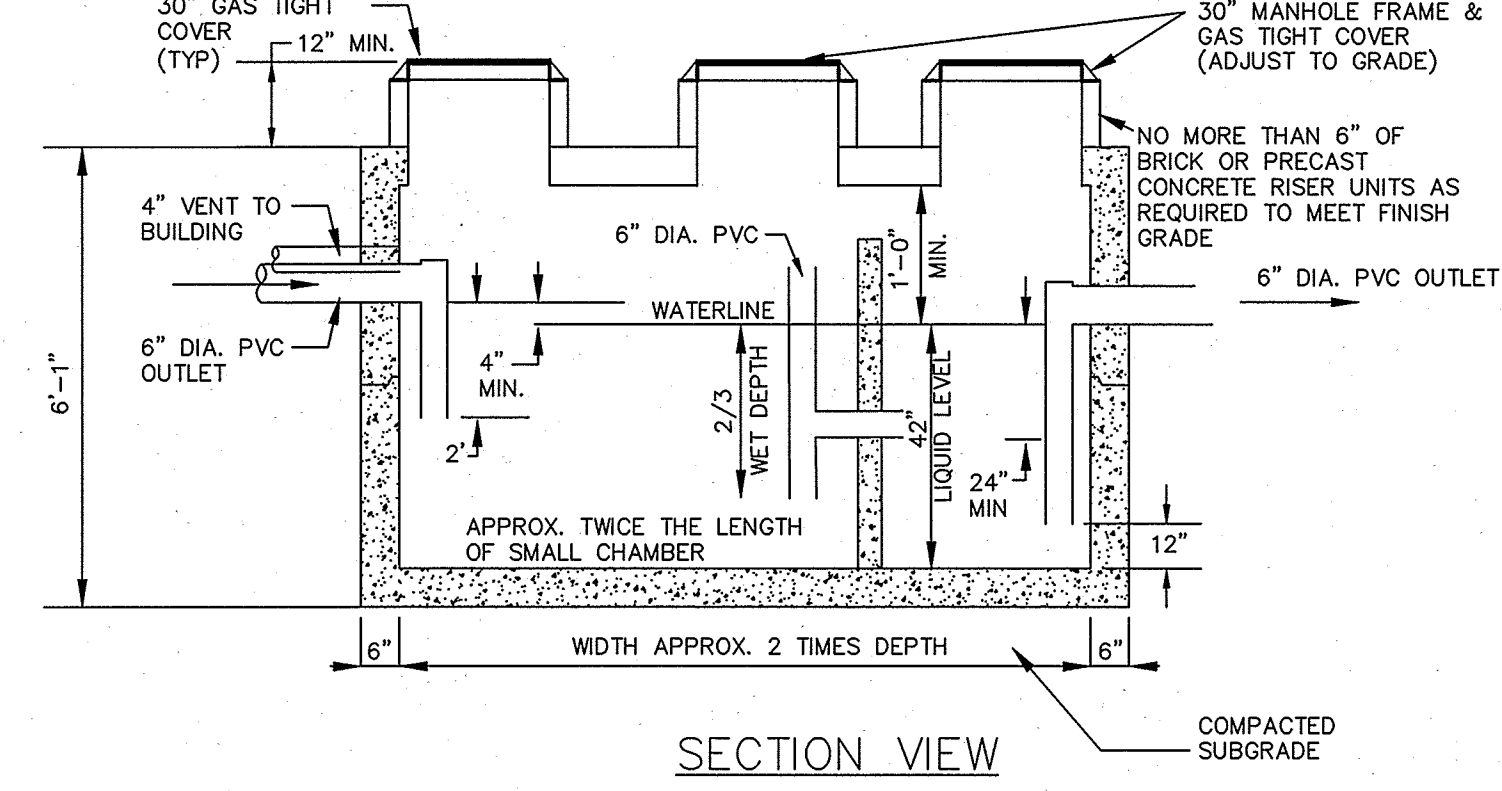 30" GAS TIGHT
COVER
(TYP)
12" MIN.
30" MANHOLE FRAME &
GAS TIGHT COVER
(ADJUST TO GRADE)
NO MORE THAN 6" OF
BRICK OR PRECAST
CONCRETE RISER UNITS AS
REQUIRED TO MEET FINISH
GRADE
4" VENT TO
BUILDING
6" DIA. PVC
1'-0"
MIN.
6" DIA. PVC OUTLET
WATERLINE
6" DIA. PVC
OUTLET
6'-1"
4"
MIN.
2'
2/3
WET DEPTH
42"
LIQUID LEVEL
24"
MIN
12"
APPROX. TWICE THE LENGTH
OF SMALL CHAMBER
6"
WIDTH APPROX. 2 TIMES DEPTH
6"
COMPACTED
SUBGRADE
SECTION VIEW